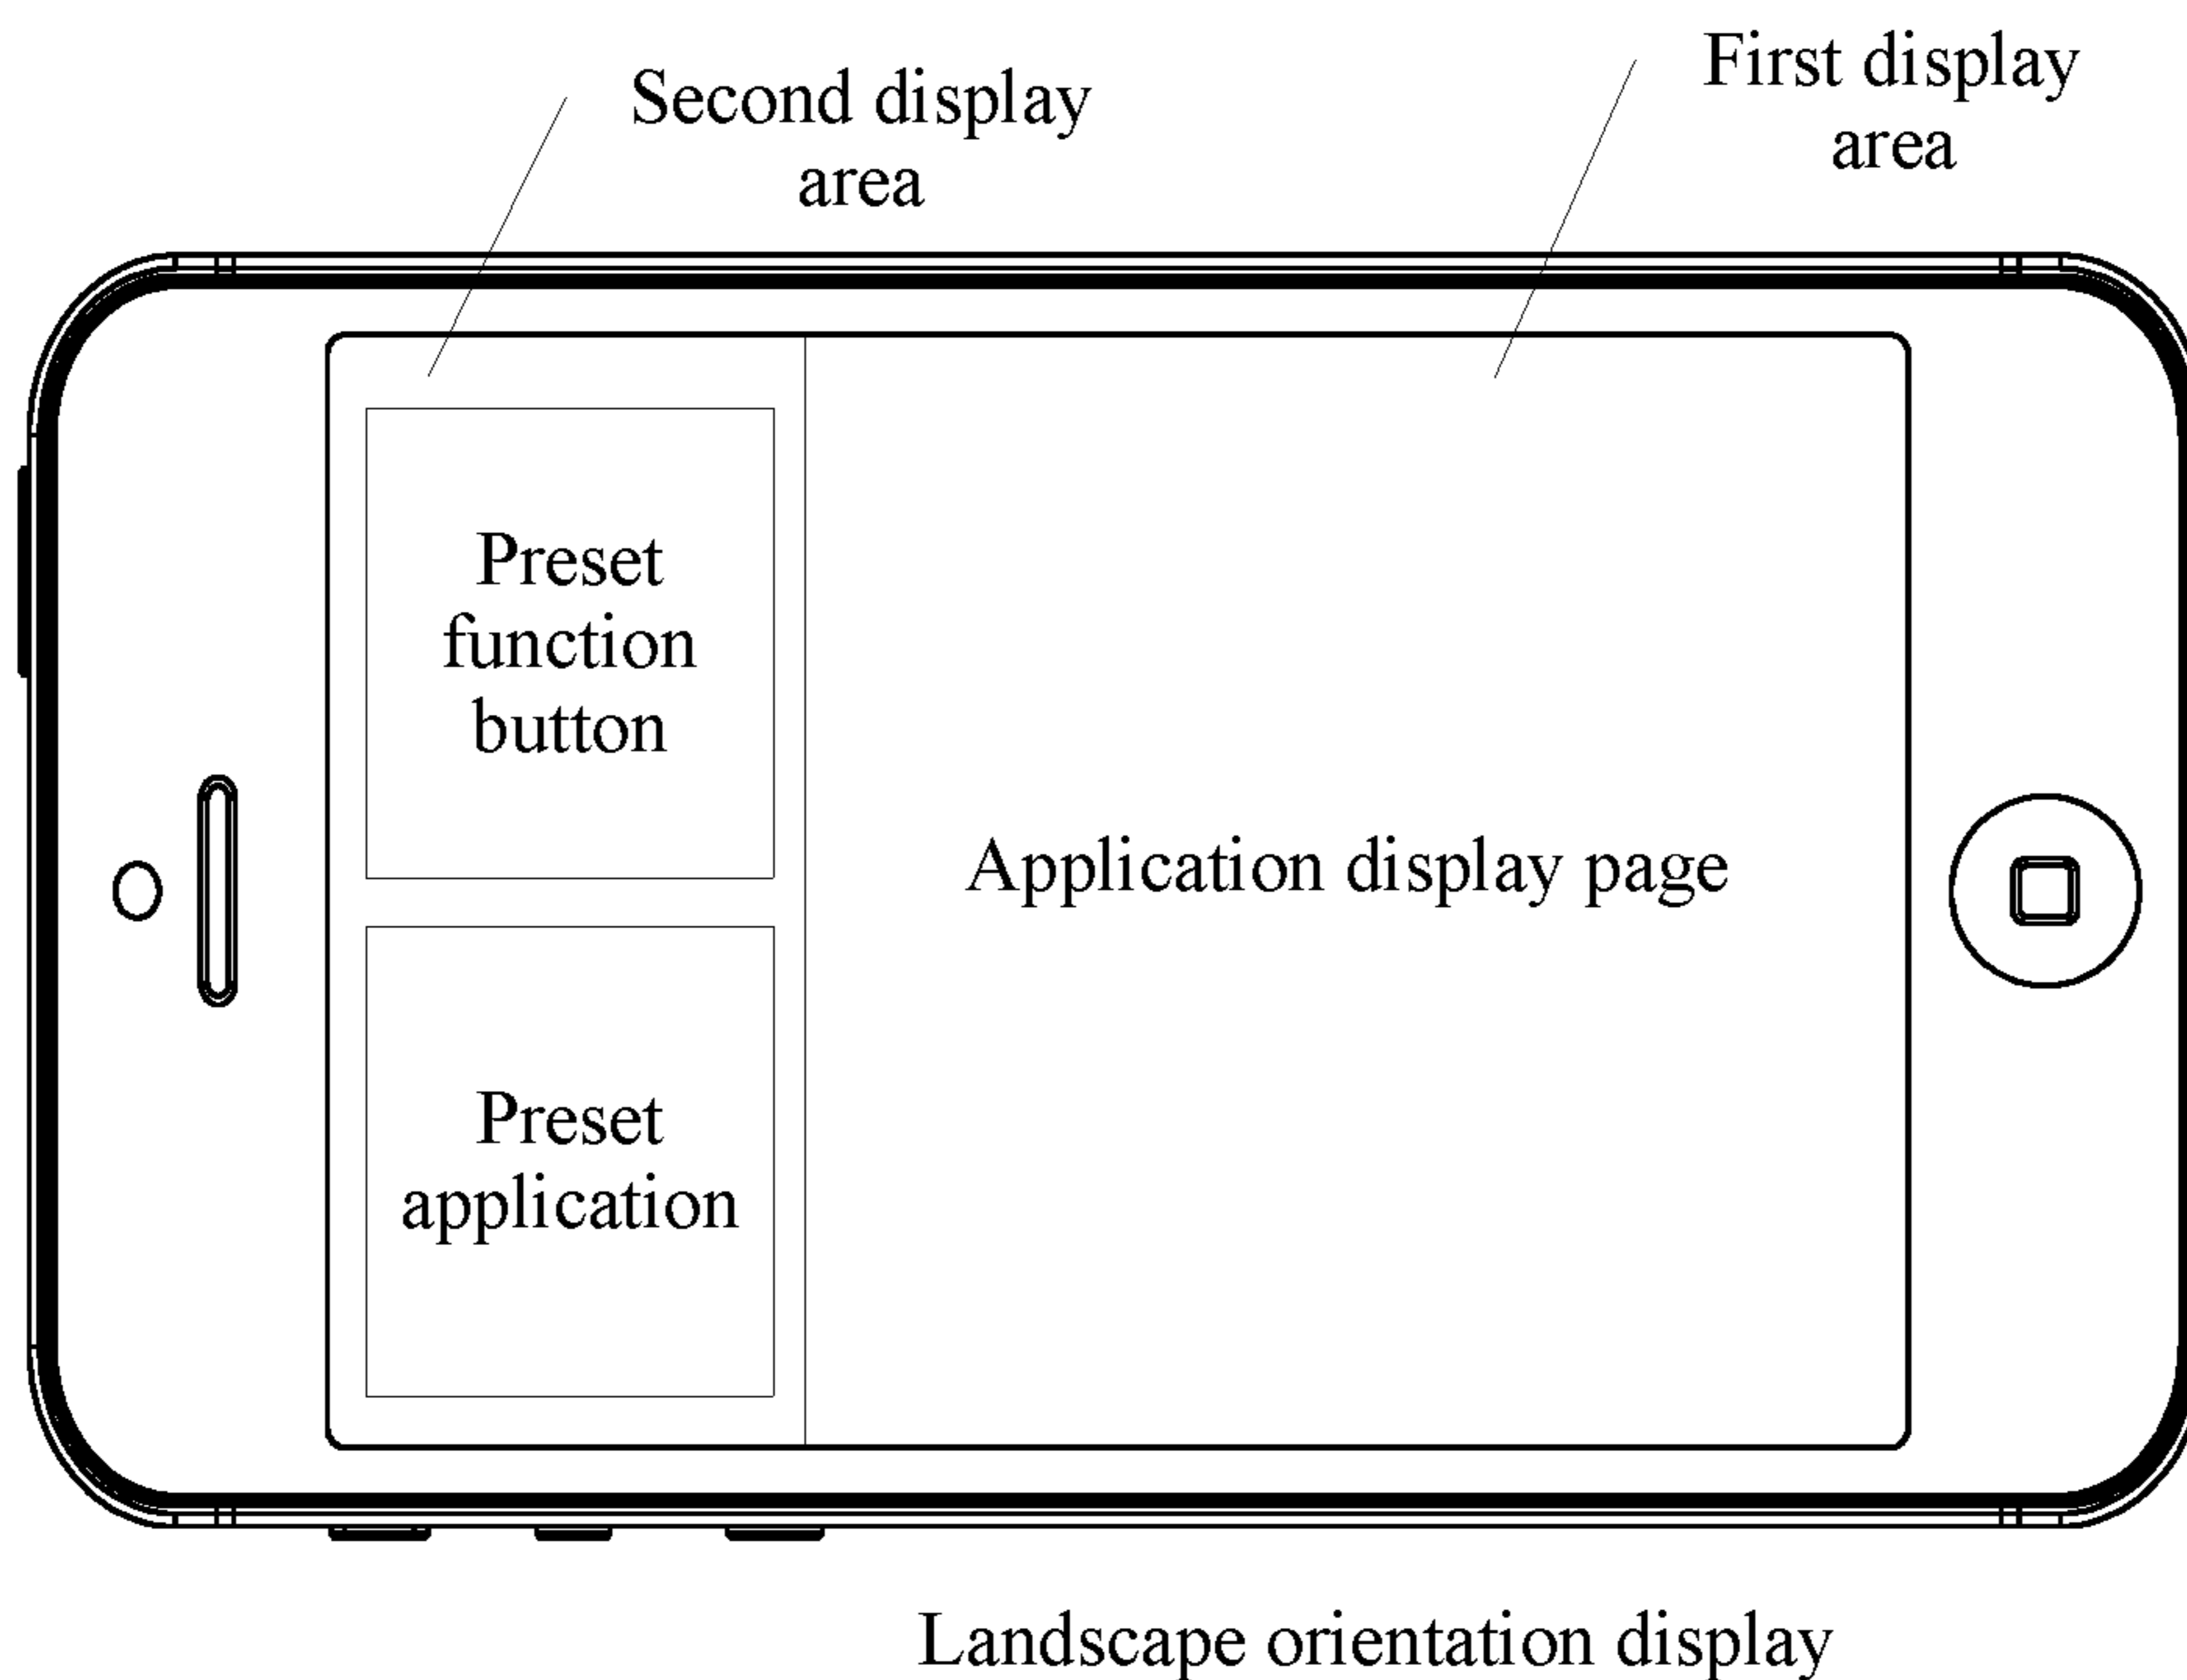 Second display
area
First display
area
Preset
function
button
Application display page
Preset
application
Landscape orientation display